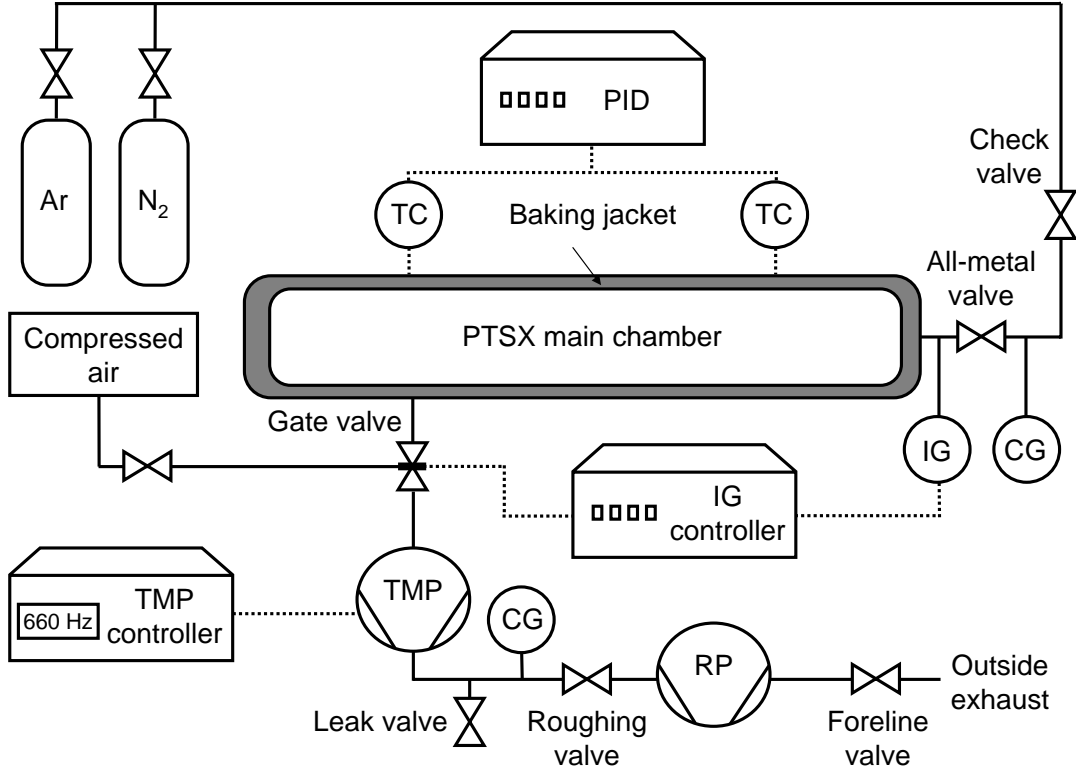 PID
Check
valve
Ar
N₂
TC
Baking jacket
TC
All-metal
valve
PTSX main chamber
Compressed
air
Gate valve
IG
CG
IG
controller
TMP
TMP
controller
660 Hz
CG
RP
Outside
exhaust
Leak valve
Roughing
valve
Foreline
valve